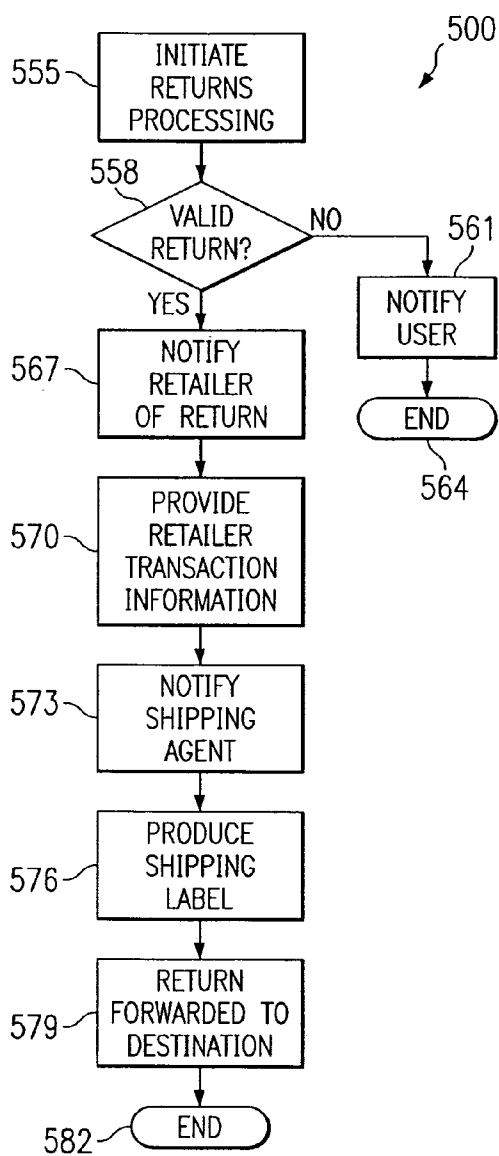 500
555
INITIATE
RETURNS
PROCESSING
558
VALID
RETURN?
NO
YES
561
NOTIFY
USER
END
564
567
NOTIFY
RETAILER
OF RETURN
570
PROVIDE
RETAILER
TRANSACTION
INFORMATION
573
NOTIFY
SHIPPING
AGENT
576
PRODUCE
SHIPPING
LABEL
579
RETURN
FORWARDED TO
DESTINATION
582
END